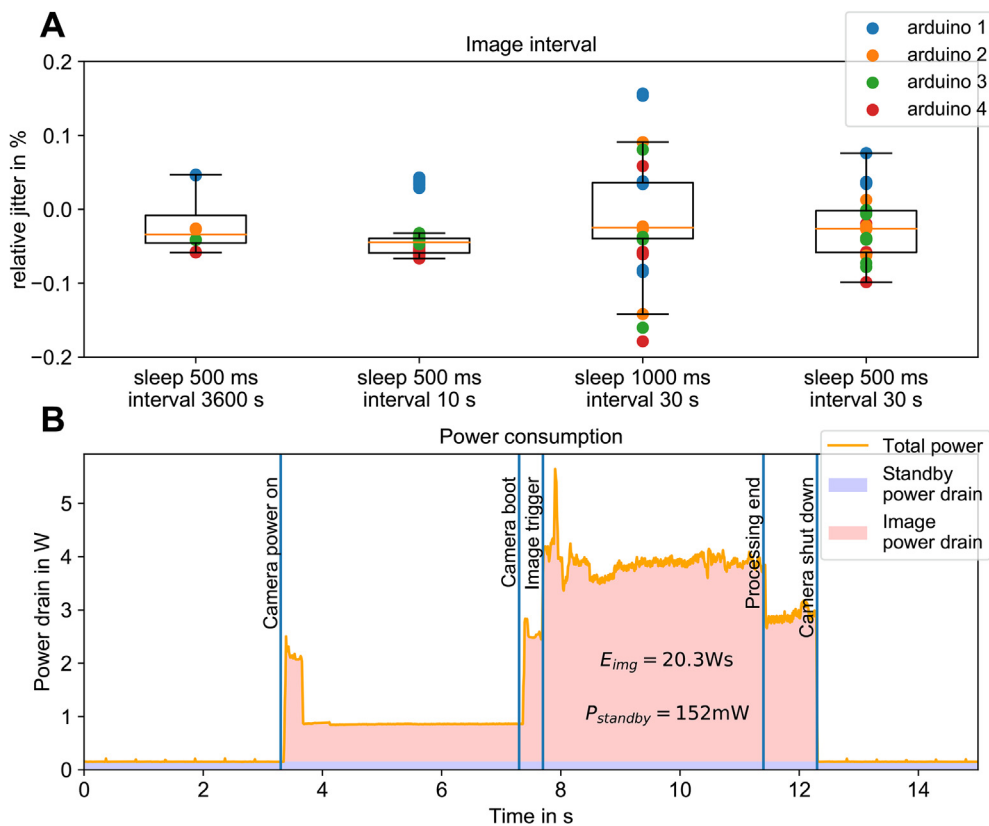 A
Image interval
arduino 1
arduino 2
arduino 3
arduino 4
relative jitter in %
0.2
0.1
0.0
−0.1
−0.2
sleep 500 ms
interval 3600 s
sleep 500 ms
interval 10 s
sleep 1000 ms
interval 30 s
sleep 500 ms
interval 30 s
B
Power consumption
Total power
Standby
power drain
Image
power drain
Power drain in W
5
4
3
2
1
0
Camera power on
Camera boot
Image trigger
Processing end
Camera shut down
E_img = 20.3Ws
P_standby = 152mW
0 2 4 6 8 10 12 14
Time in s